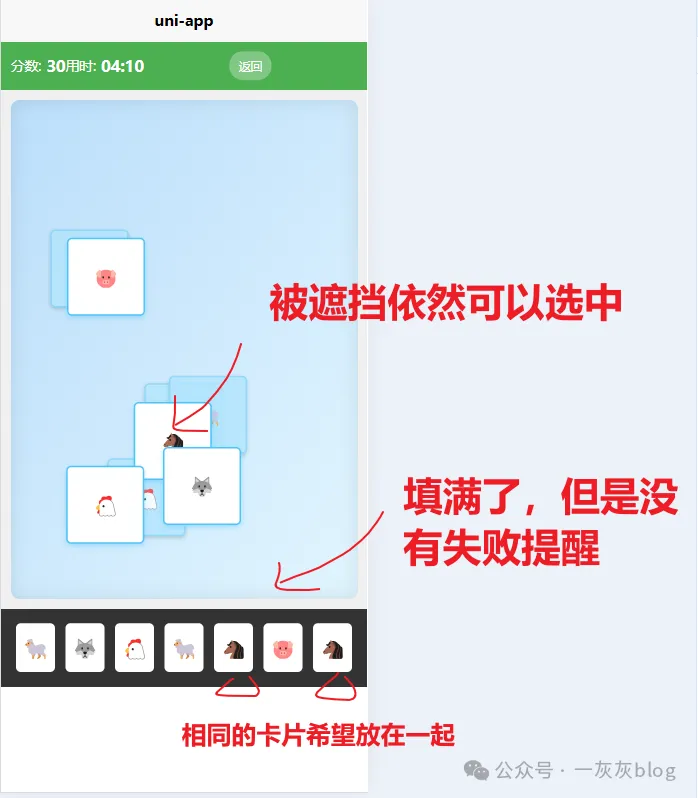 uni-app
分数: 30用时: 04:10
返回
被遮挡依然可以选中
填满了，但是没
有失败提醒
相同的卡片希望放在一起
公众号 · 一灰灰blog